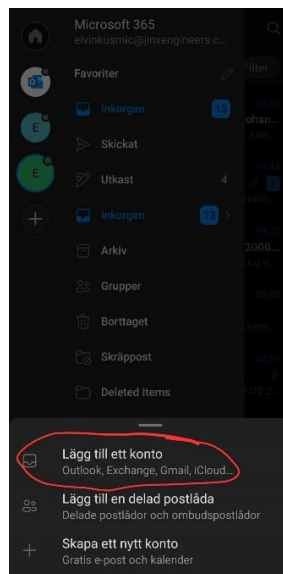 Microsoft 365
elvinkusmic@jinxengineers.c...
Favoriter
Filter
Inkorgen 13
Skickat
Utkast 4
Inkorgen 13
Arkiv
Grupper
Borttaget
Skräppost
Deleted Items
E
E
Lägg till ett konto
Outlook, Exchange, Gmail, iCloud...
Lägg till en delad postlåda
Delade postlådor och ombudspostlådor
Skapa ett nytt konto
Gratis e-post och kalender